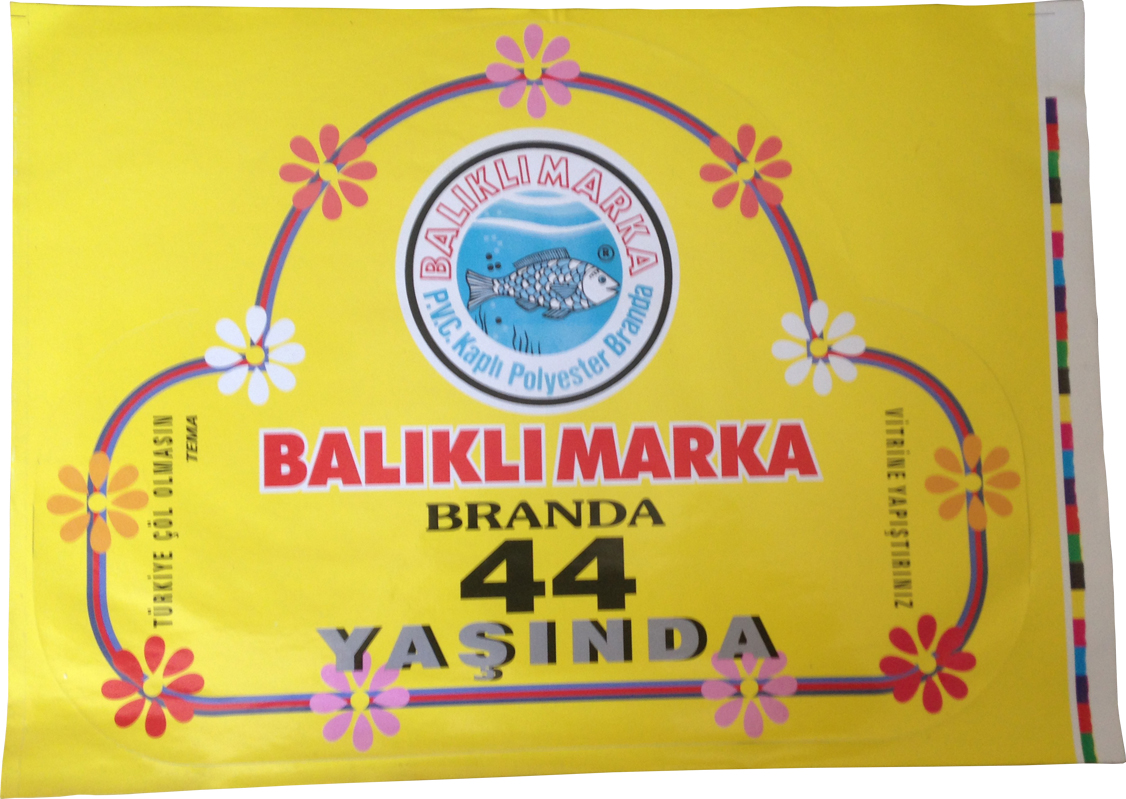 BALIKLI MARKA
®
P.V.C. Kaplı Polyester Branda
BALIKLI MARKA
BRANDA
44
YAŞINDA
TÜRKİYE ÇÖL OLMASIN
TEMA
VİTRİNE YAPIŞTIRINIZ